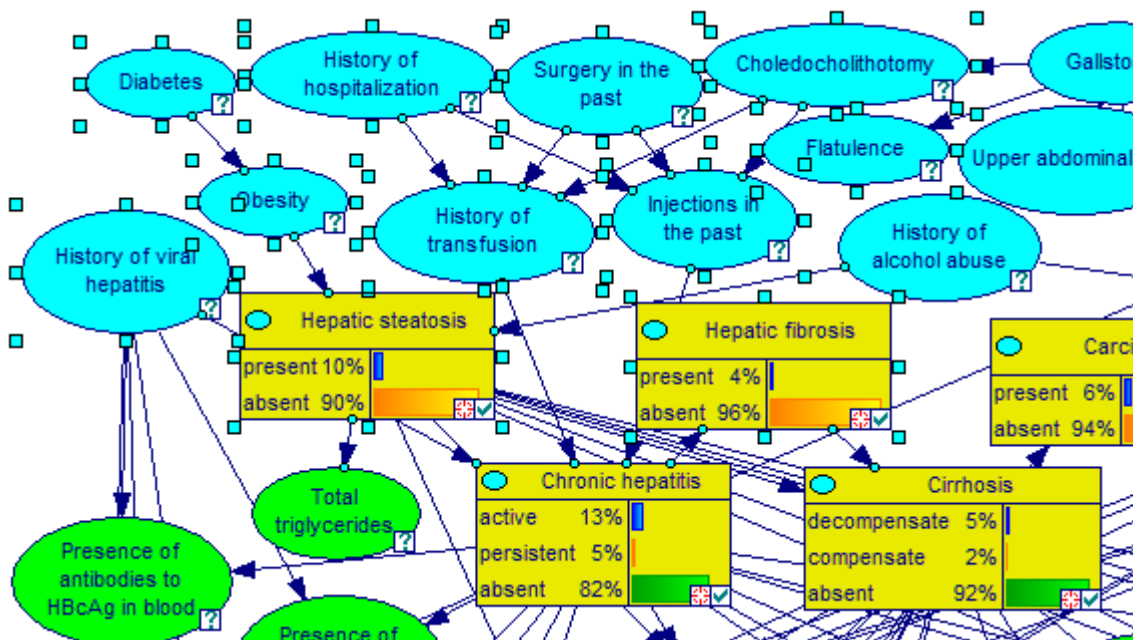 Diabetes
?
History of
hospitalization
?
Surgery in the
past
?
Choledocholithotomy
?
Gallsto
Flatulence
?
Upper abdominal
Obesity
?
History of
transfusion
?
Injections in
the past
?
History of
alcohol abuse
?
History of viral
hepatitis
?
Hepatic steatosis
present 10%
absent 90%
Hepatic fibrosis
present 4%
absent 96%
Carci
present 6%
absent 94%
Total
triglycerides
?
Chronic hepatitis
active 13%
persistent 5%
absent 82%
Cirrhosis
decompensate 5%
compensate 2%
absent 92%
Presence of
antibodies to
HBcAg in blood
?
Presence of
?